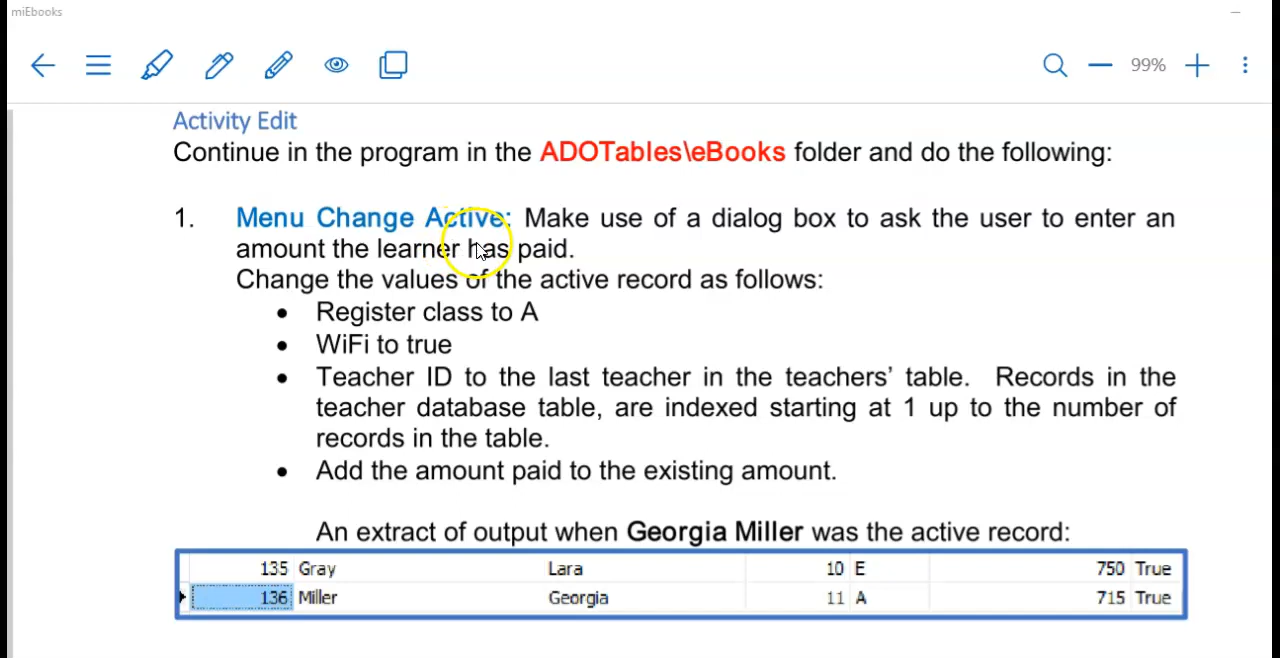 miEbooks
99%
Activity Edit
Continue in the program in the ADOTables\eBooks folder and do the following:
1. Menu Change Active: Make use of a dialog box to ask the user to enter an
amount the learner has paid.
Change the values of the active record as follows:
• Register class to A
• WiFi to true
• Teacher ID to the last teacher in the teachers’ table. Records in the
teacher database table, are indexed starting at 1 up to the number of
records in the table.
• Add the amount paid to the existing amount.
An extract of output when Georgia Miller was the active record:
135 Gray Lara 10 E 750 True
136 Miller Georgia 11 A 715 True